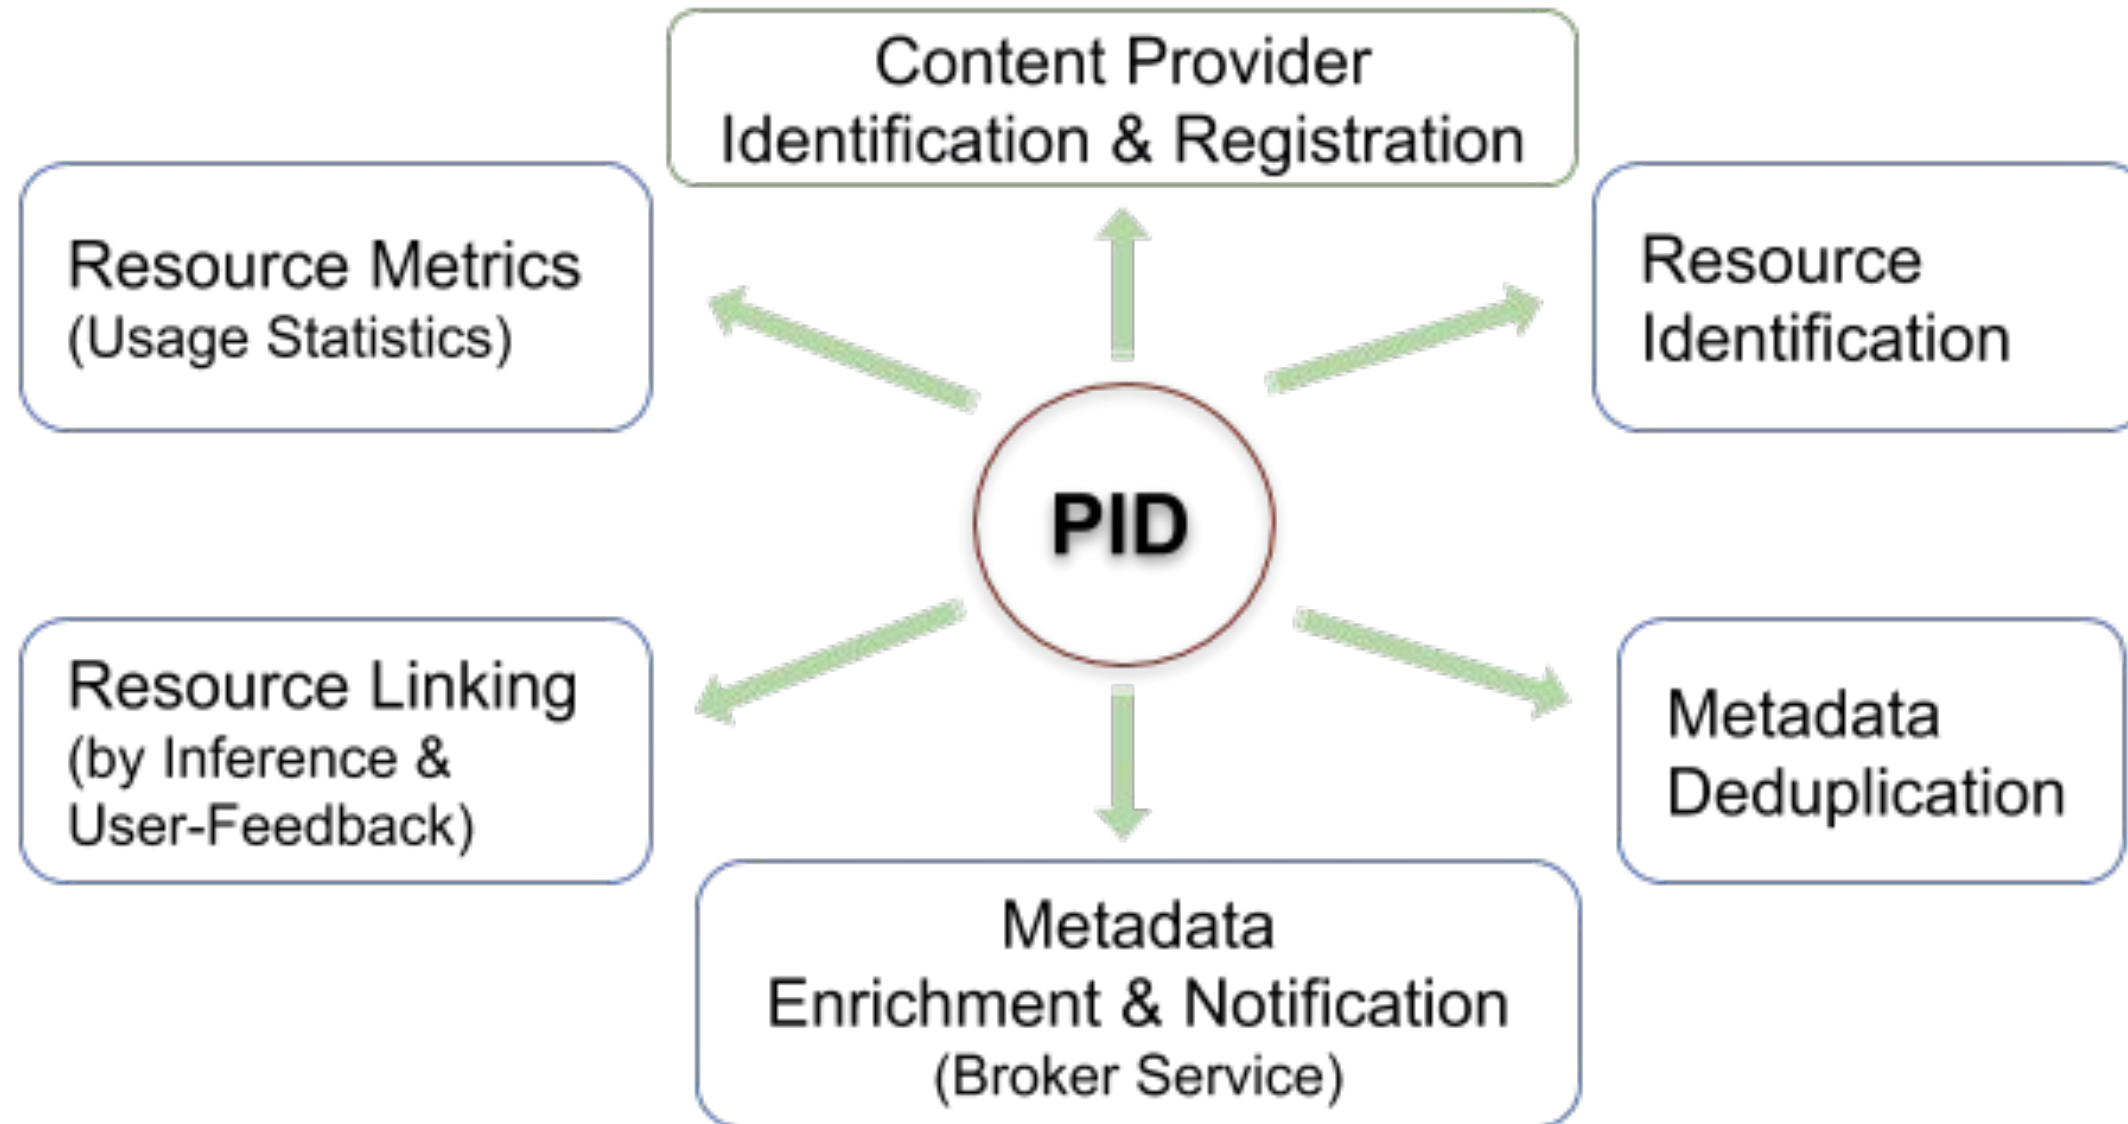 Content Provider
Identification & Registration
Resource Metrics
(Usage Statistics)
Resource
Identification
PID
Resource Linking
(by Inference &
User-Feedback)
Metadata
Deduplication
Metadata
Enrichment & Notification
(Broker Service)